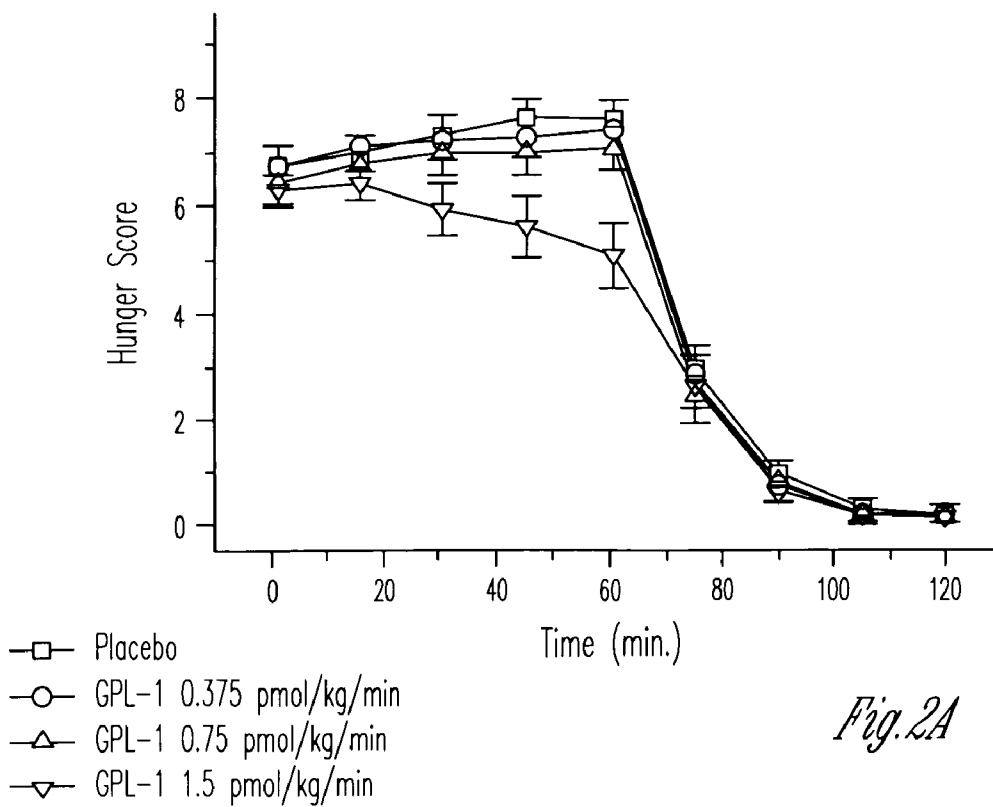 8
6
4
2
0
Hunger Score
0 20 40 60 80 100 120
Time (min.)
Placebo
GPL-1 0.375 pmol/kg/min
GPL-1 0.75 pmol/kg/min
GPL-1 1.5 pmol/kg/min
Fig. 2A